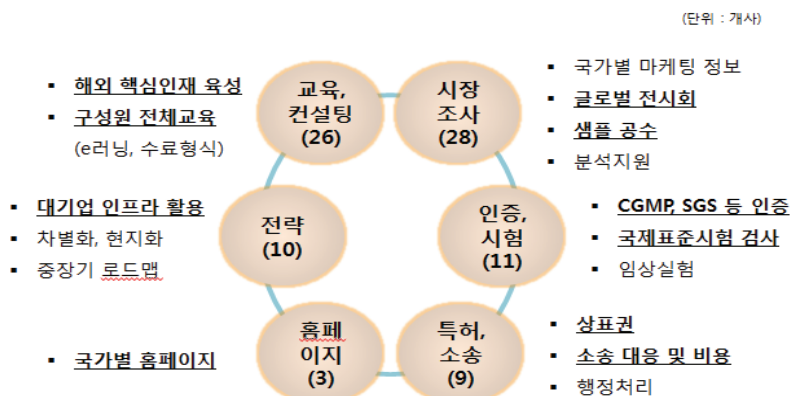 (단위 : 개사)
▪ 해외 핵심인재 육성
▪ 구성원 전체교육
(e러닝, 수료형식)
교육,
컨설팅
(26)
시장
조사
(28)
▪ 국가별 마케팅 정보
▪ 글로벌 전시회
▪ 샘플 공수
▪ 분석지원
▪ 대기업 인프라 활용
▪ 차별화, 현지화
▪ 중장기 로드맵
전략
(10)
인증,
시험
(11)
▪ CGMP, SGS 등 인증
▪ 국제표준시험 검사
▪ 임상실험
▪ 국가별 홈페이지
홈페
이지
(3)
특허,
소송
(9)
▪ 상표권
▪ 소송 대응 및 비용
▪ 행정처리